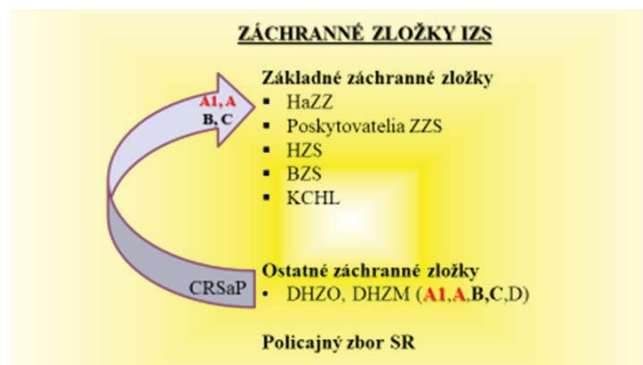 ZÁCHRANNÉ ZLOŽKY IZS
Základné záchranné zložky
▪ HaZZ
▪ Poskytovatelia ZZS
▪ HZS
▪ BZS
▪ KCHL
A1, A
B, C
CRSaP
Ostatné záchranné zložky
• DHZO, DHZM (A1,A,B,C,D)
Policajný zbor SR